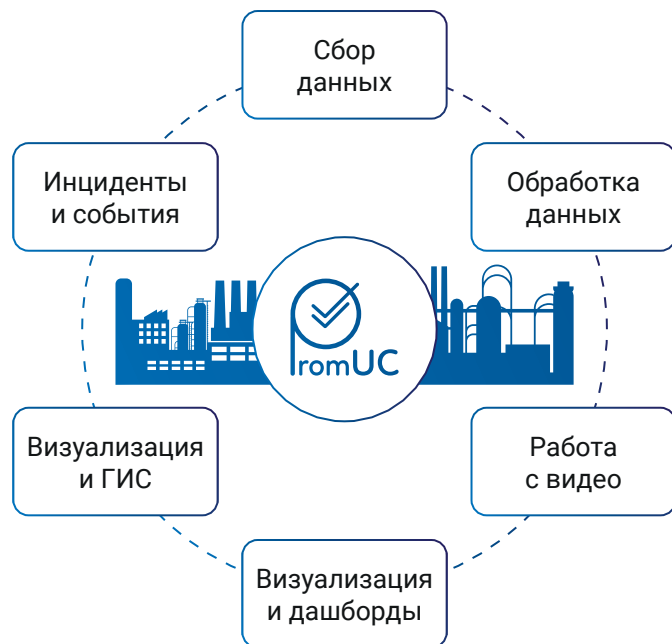 Сбор
данных
Инциденты
и события
Обработка
данных
PromUC
Визуализация
и ГИС
Работа
с видео
Визуализация
и дашборды